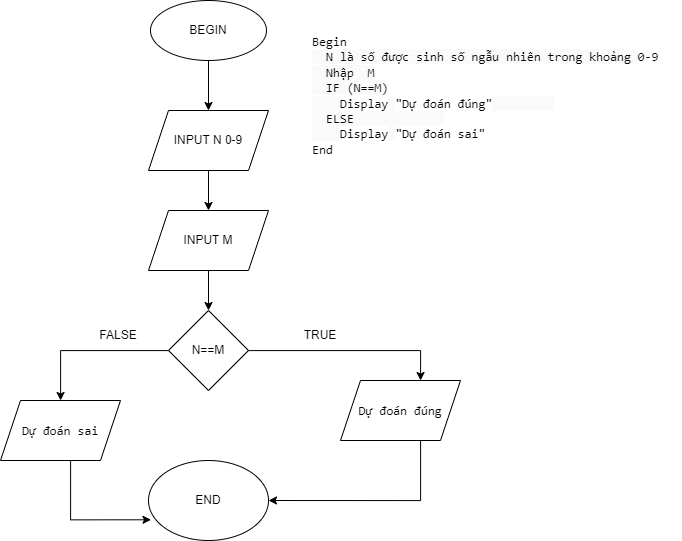 BEGIN
INPUT N 0-9
INPUT M
FALSE
TRUE
N==M
Dự đoán sai
Dự đoán đúng
END
Begin
N là số được sinh số ngẫu nhiên trong khoảng 0-9
Nhập M
IF (N==M)
Display "Dự đoán đúng"
ELSE
Display "Dự đoán sai"
End